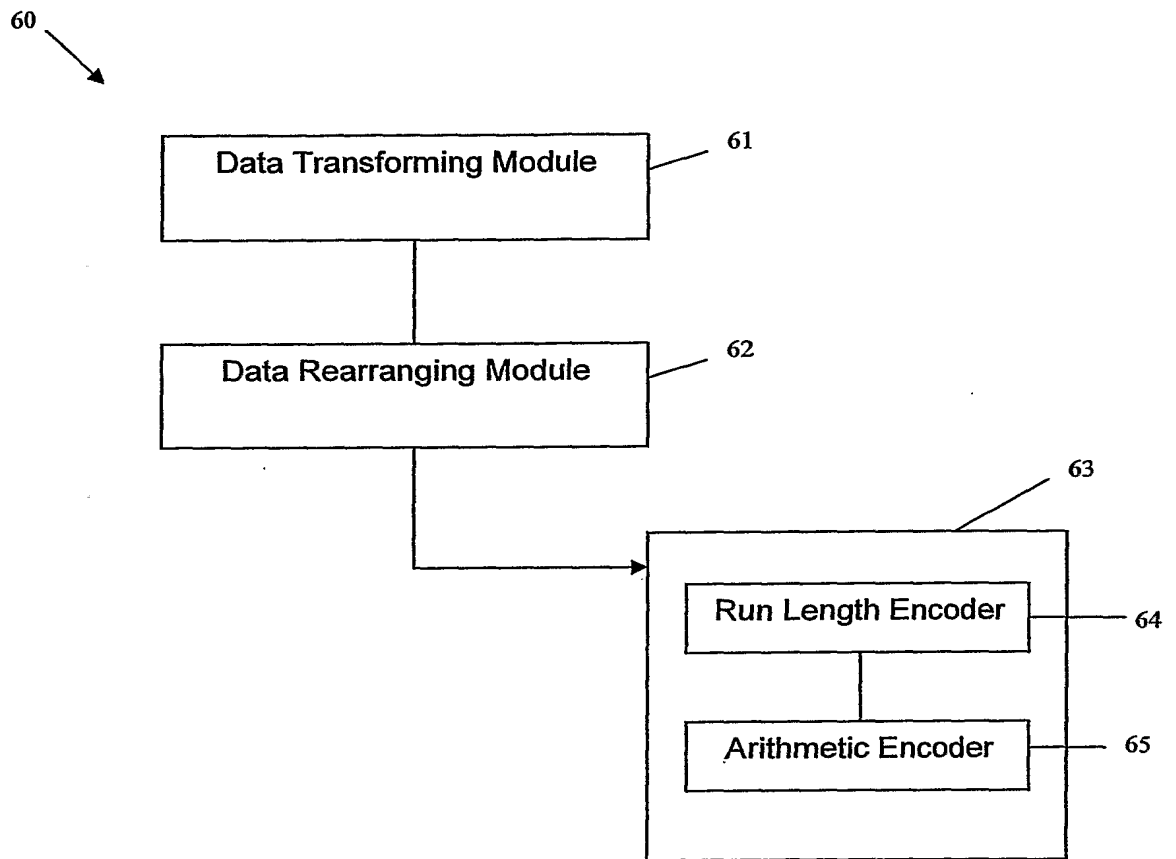 60
Data Transforming Module
61
Data Rearranging Module
62
63
Run Length Encoder
64
Arithmetic Encoder
65